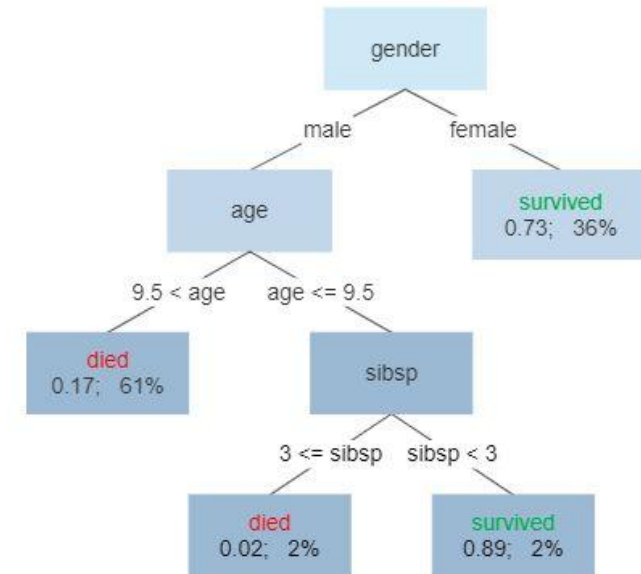 gender
male
female
age
survived
0.73; 36%
9.5 < age
age <= 9.5
died
0.17; 61%
sibsp
3 <= sibsp
sibsp < 3
died
0.02; 2%
survived
0.89; 2%